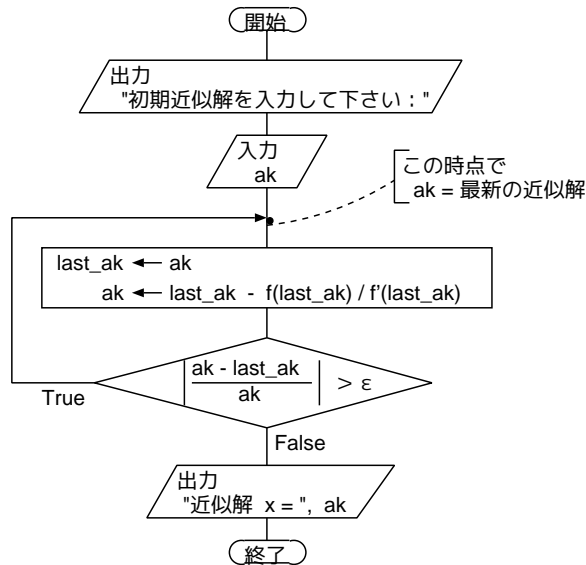 開始
出力
"初期近似解を入力して下さい："
入力
ak
この時点で
ak = 最新の近似解
last_ak ← ak
ak ← last_ak - f(last_ak) / f'(last_ak)
| ak - last_ak
ak | > ε
True
False
出力
"近似解 x = ", ak
終了